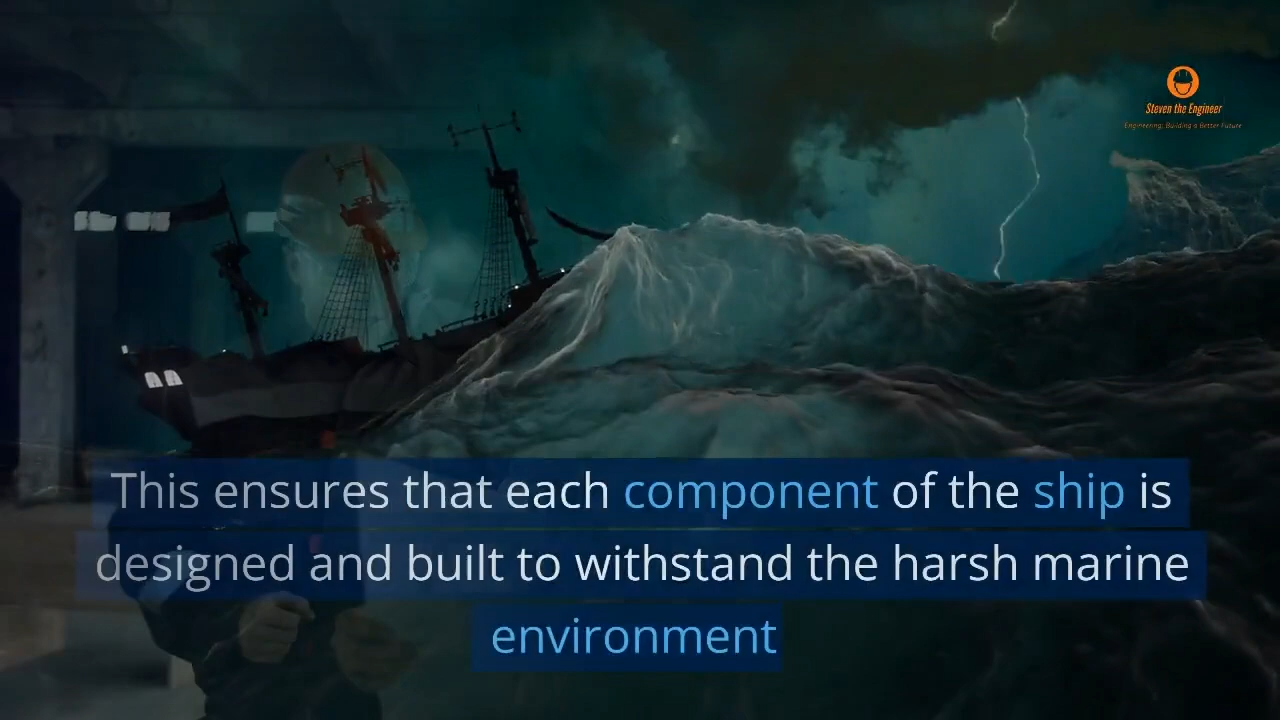 Steven the Engineer
Engineering: Building a Better Future
This ensures that each component of the ship is
designed and built to withstand the harsh marine
environment